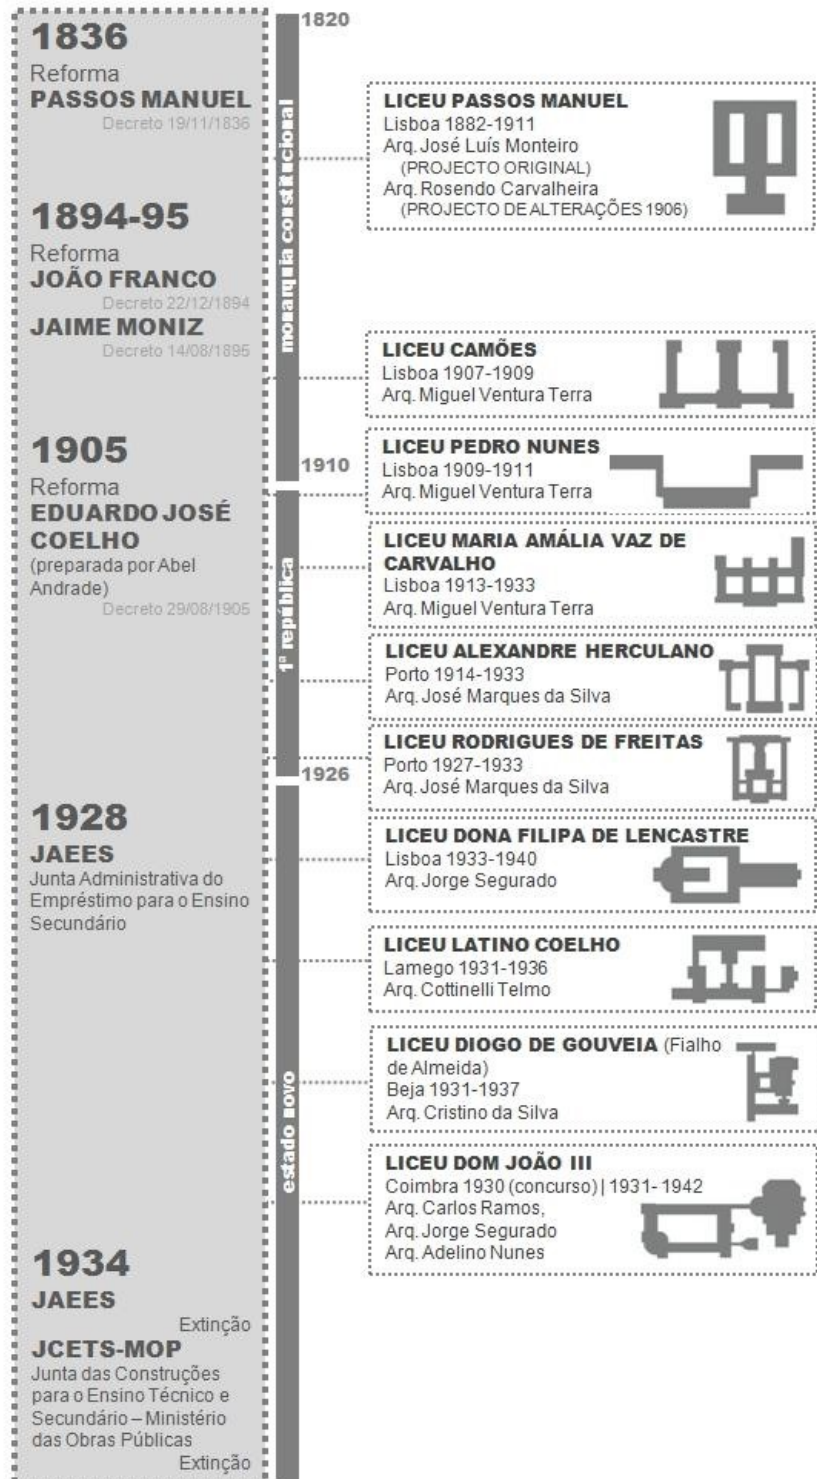 1836
Reforma
PASSOS MANUEL
Decreto 19/11/1836
1894-95
Reforma
JOÃO FRANCO
Decreto 22/12/1894
JAIME MONIZ
Decreto 14/08/1895
1905
Reforma
EDUARDO JOSÉ
COELHO
(preparada por Abel
Andrade)
Decreto 29/08/1905
1928
JAEES
Junta Administrativa do
Empréstimo para o Ensino
Secundário
1934
JAEES
Extinção
JCETS-MOP
Junta das Construções
para o Ensino Técnico e
Secundário – Ministério
das Obras Públicas
Extinção
1820
monarquia constitucional
1910
1ª república
1926
estado novo
LICEU PASSOS MANUEL
Lisboa 1882-1911
Arq. José Luís Monteiro
(PROJECTO ORIGINAL)
Arq. Rosendo Carvalheira
(PROJECTO DE ALTERAÇÕES 1906)
LICEU CAMÕES
Lisboa 1907-1909
Arq. Miguel Ventura Terra
LICEU PEDRO NUNES
Lisboa 1909-1911
Arq. Miguel Ventura Terra
LICEU MARIA AMÁLIA VAZ DE
CARVALHO
Lisboa 1913-1933
Arq. Miguel Ventura Terra
LICEU ALEXANDRE HERCULANO
Porto 1914-1933
Arq. José Marques da Silva
LICEU RODRIGUES DE FREITAS
Porto 1927-1933
Arq. José Marques da Silva
LICEU DONA FILIPA DE LENCASTRE
Lisboa 1933-1940
Arq. Jorge Segurado
LICEU LATINO COELHO
Lamego 1931-1936
Arq. Cottinelli Telmo
LICEU DIOGO DE GOUVEIA (Fialho
de Almeida)
Beja 1931-1937
Arq. Cristino da Silva
LICEU DOM JOÃO III
Coimbra 1930 (concurso) | 1931- 1942
Arq. Carlos Ramos,
Arq. Jorge Segurado
Arq. Adelino Nunes